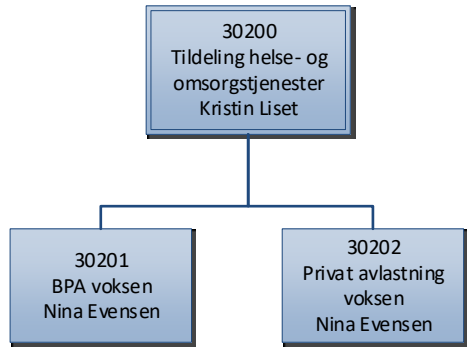 30200
Tildeling helse- og
omsorgstjenester
Kristin Liset
30201
BPA voksen
Nina Evensen
30202
Privat avlastning
voksen
Nina Evensen